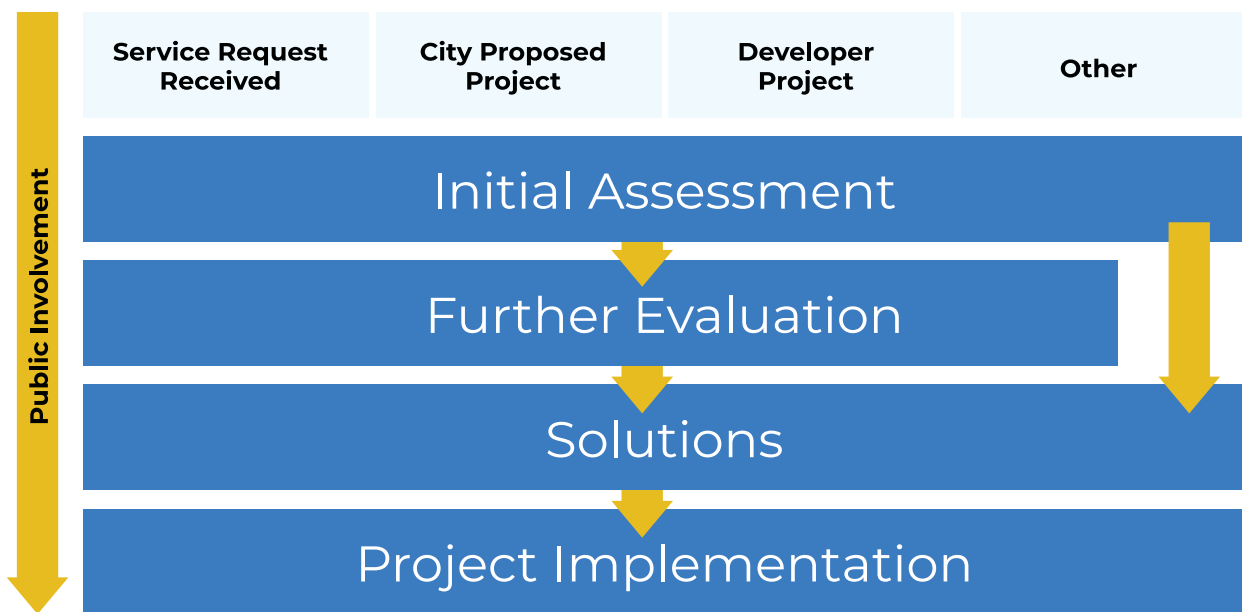 Public Involvement
Service Request
Received
City Proposed
Project
Developer
Project
Other
Initial Assessment
Further Evaluation
Solutions
Project Implementation